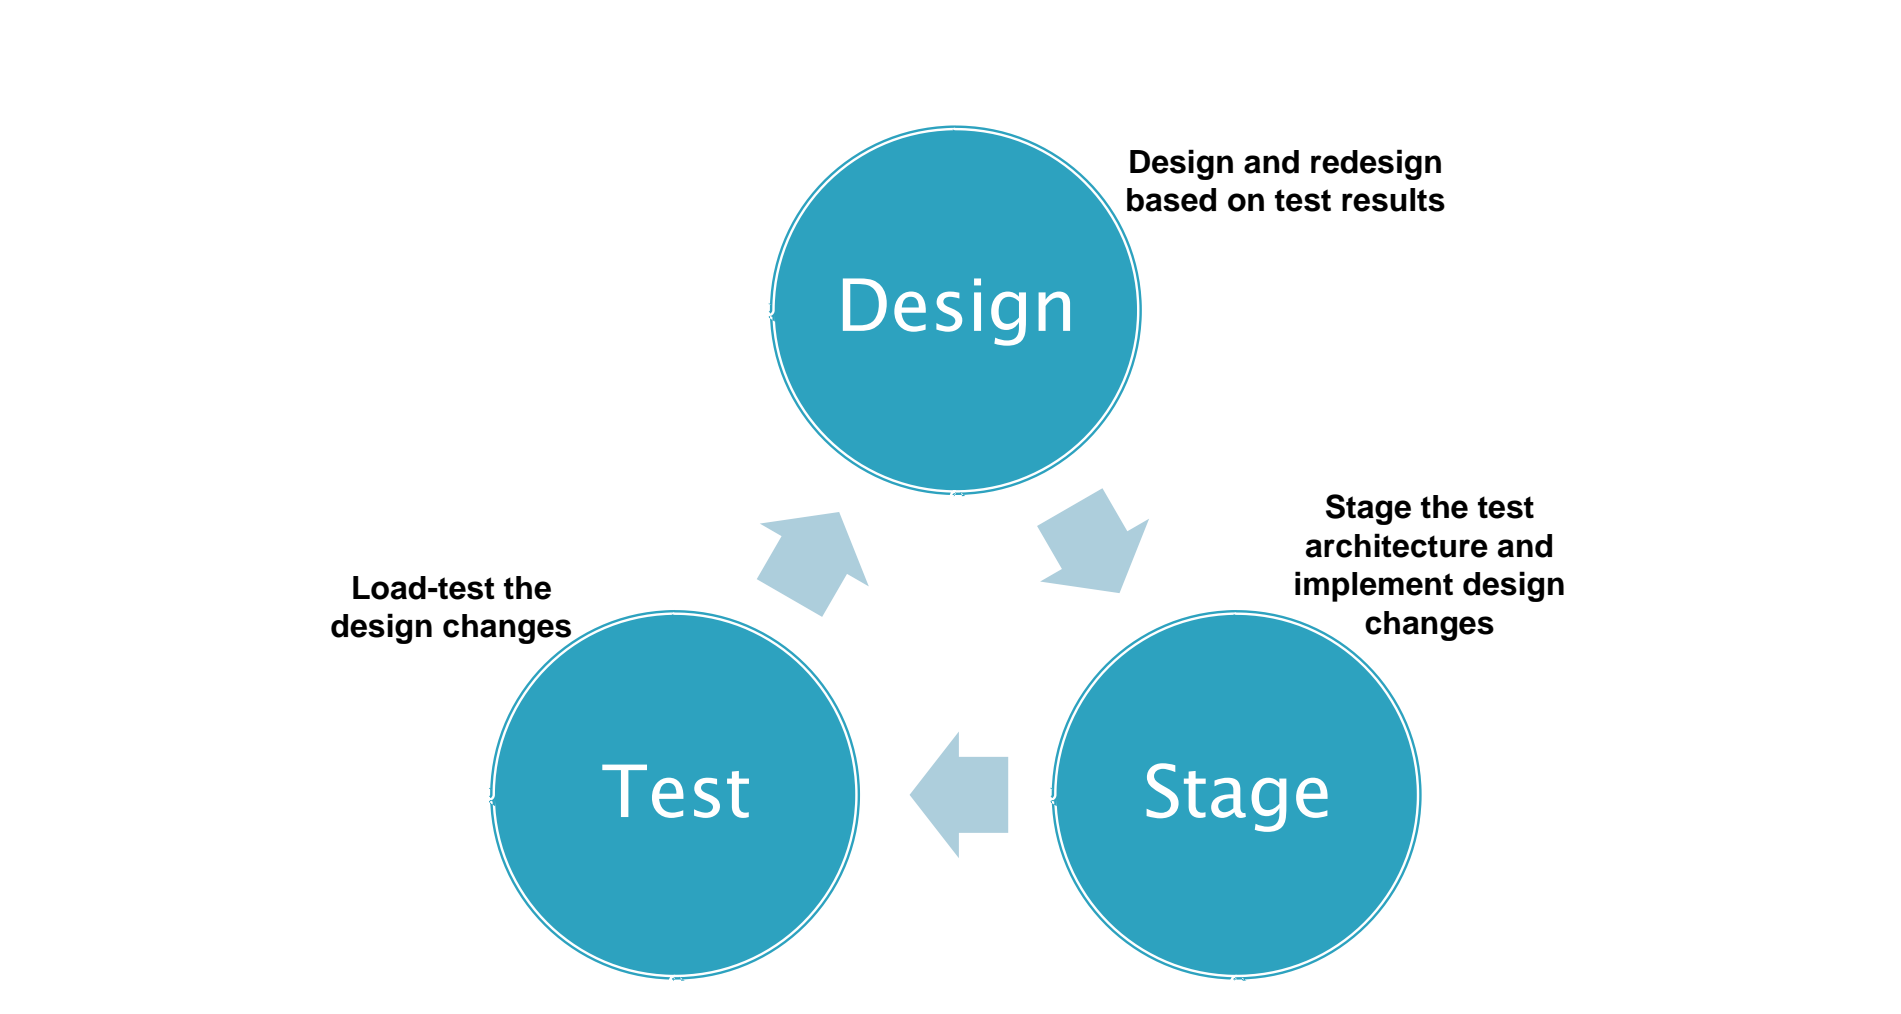 Design and redesign
based on test results
Design
Stage the test
architecture and
implement design
changes
Load-test the
design changes
Test
Stage